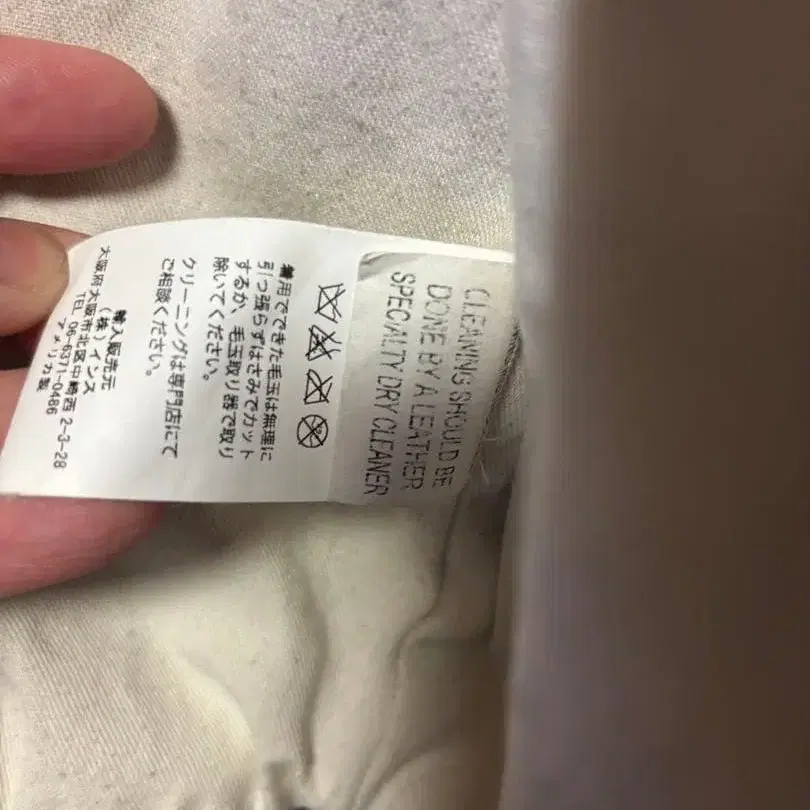 CLEANING SHOULD BE
DONE BY A LEATHER
SPECIALTY DRY CLEANER
着用でできた毛玉は無理に
引っ張らずはさみでカット
するか、毛玉取り器で取り
除いてください。
クリーニングは専門店にて
ご相談ください。
輸入販売元
(株)インス
大阪府大阪市北区中崎西2-3-28
TEL 06-6371-0486
アメリカ製